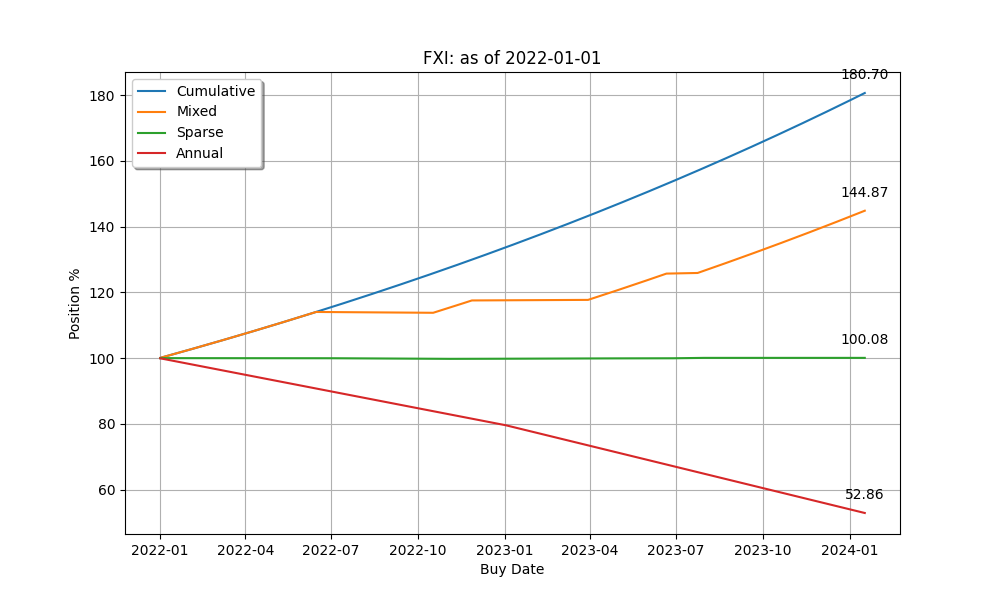 FXI: as of 2022-01-01
180.70
Cumulative
Mixed
Sparse
Annual
144.87
100.08
52.86
180
160
140
120
100
80
60
Position %
2022-01 2022-04 2022-07 2022-10 2023-01 2023-04 2023-07 2023-10 2024-01
Buy Date